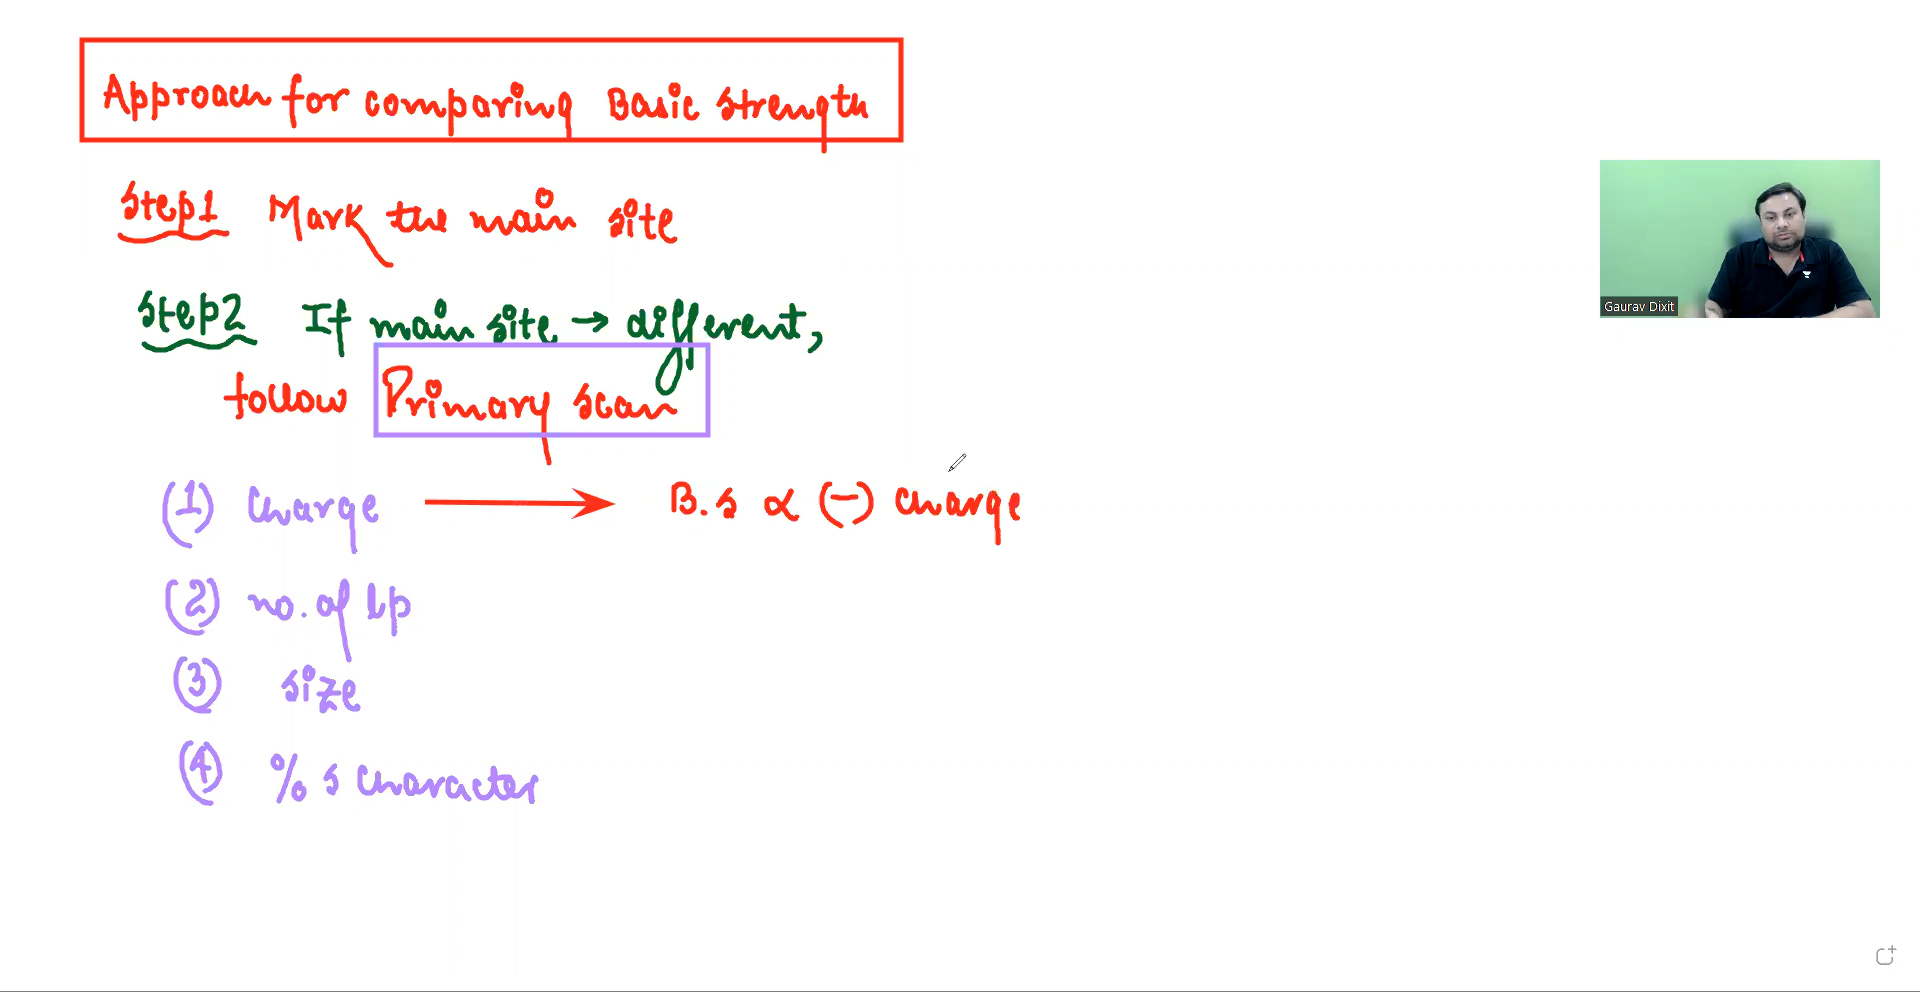 Approach for comparing Basic strength
Step1 Mark the main site
Step2 If main site → different,
follow Primary scan
(1) charge → B.s ∝ (-) charge
(2) no. of lp
(3) size
(4) % s character
Gaurav Dixit